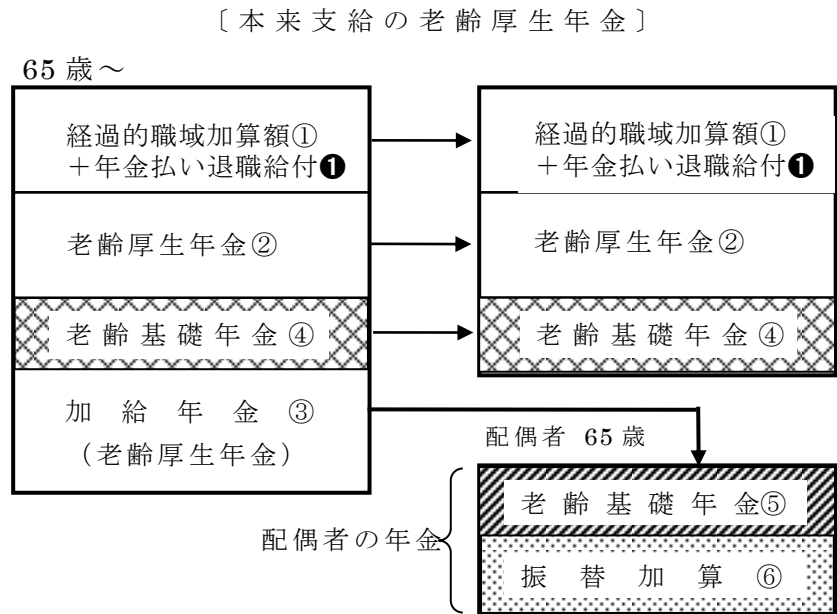 〔本来支給の老齢厚生年金〕
65歳～
経過的職域加算額①
＋年金払い退職給付❶
老齢厚生年金②
老齢基礎年金④
加給年金③
（老齢厚生年金）
経過的職域加算額①
＋年金払い退職給付❶
老齢厚生年金②
老齢基礎年金④
配偶者 65歳
配偶者の年金
老齢基礎年金⑤
振替加算⑥